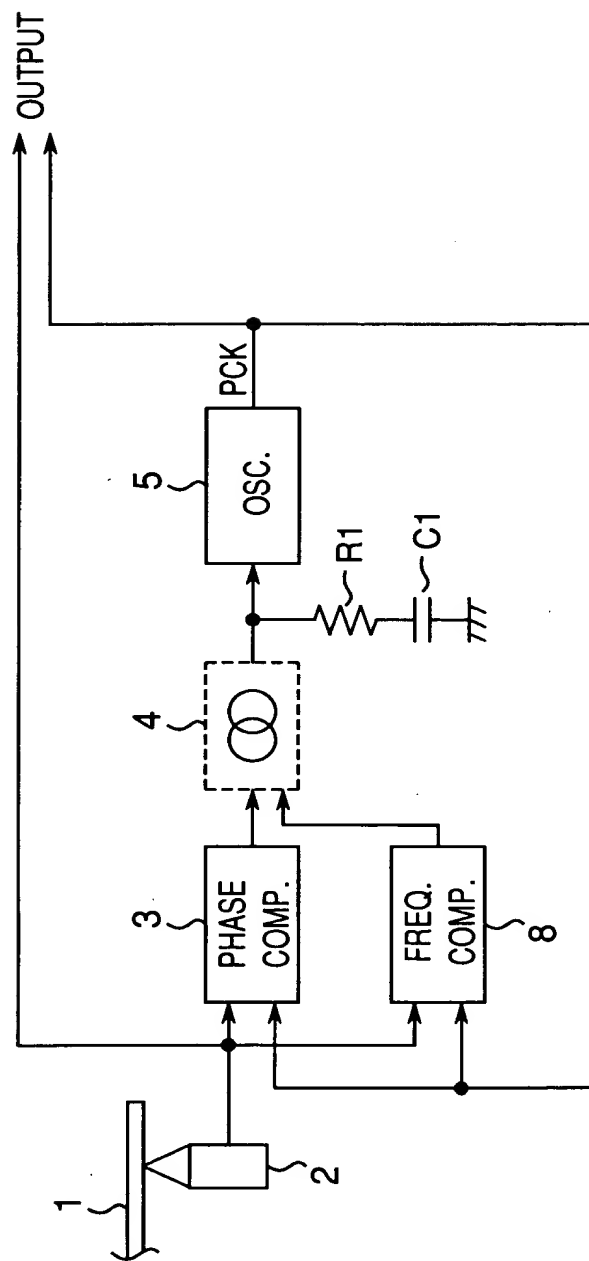 OUTPUT
1
2
3
PHASE
COMP.
4
5
OSC.
PCK
R1
C1
FREQ.
COMP.
8